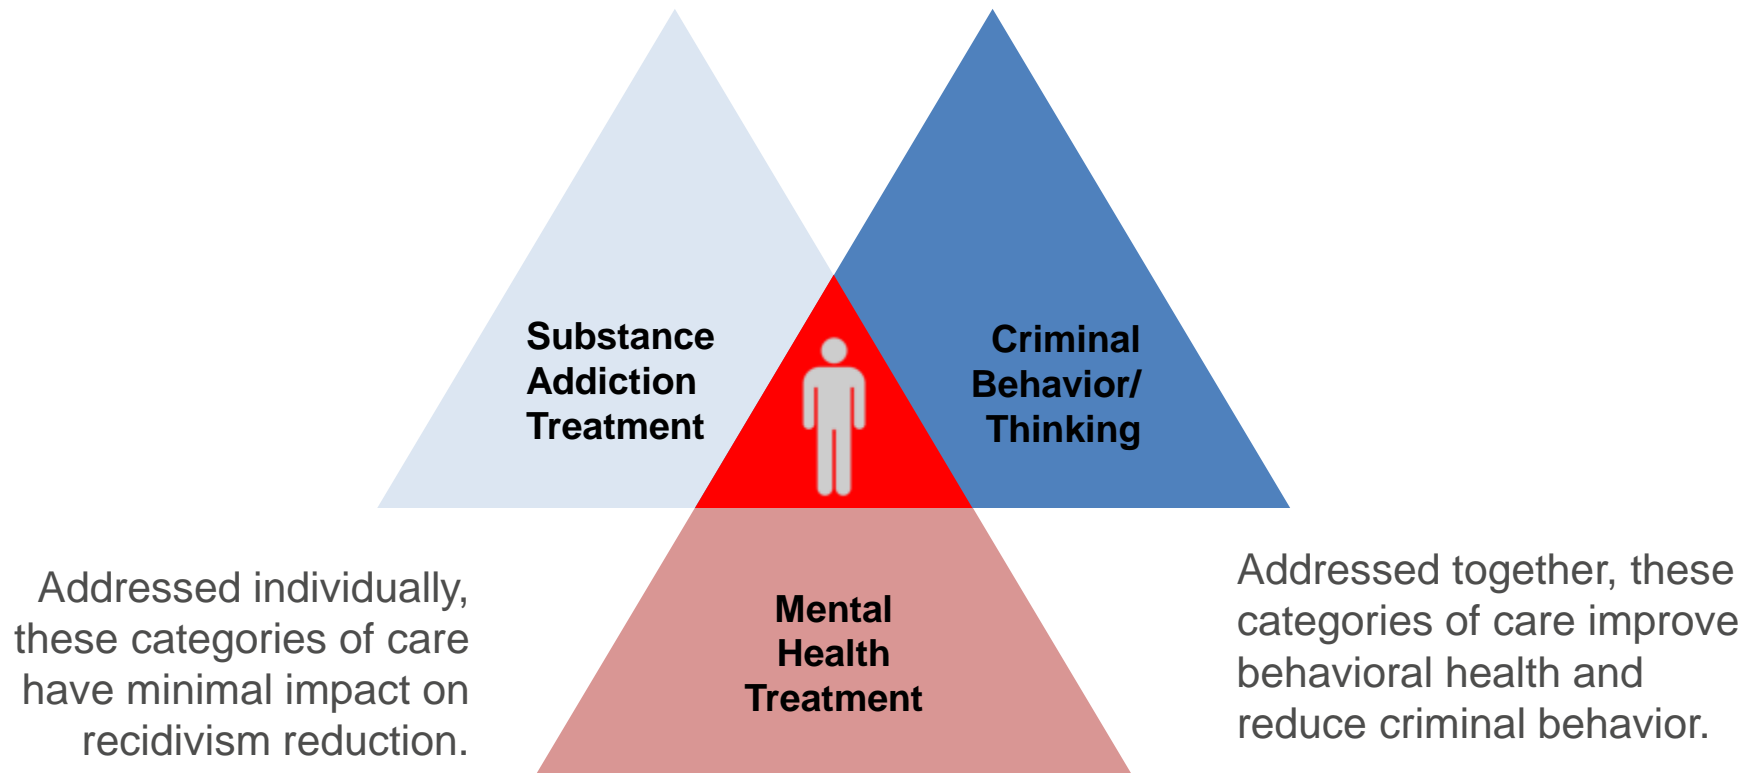 Substance
Addiction
Treatment
Criminal
Behavior/
Thinking
Mental
Health
Treatment
Addressed individually,
these categories of care
have minimal impact on
recidivism reduction.
Addressed together, these
categories of care improve
behavioral health and
reduce criminal behavior.